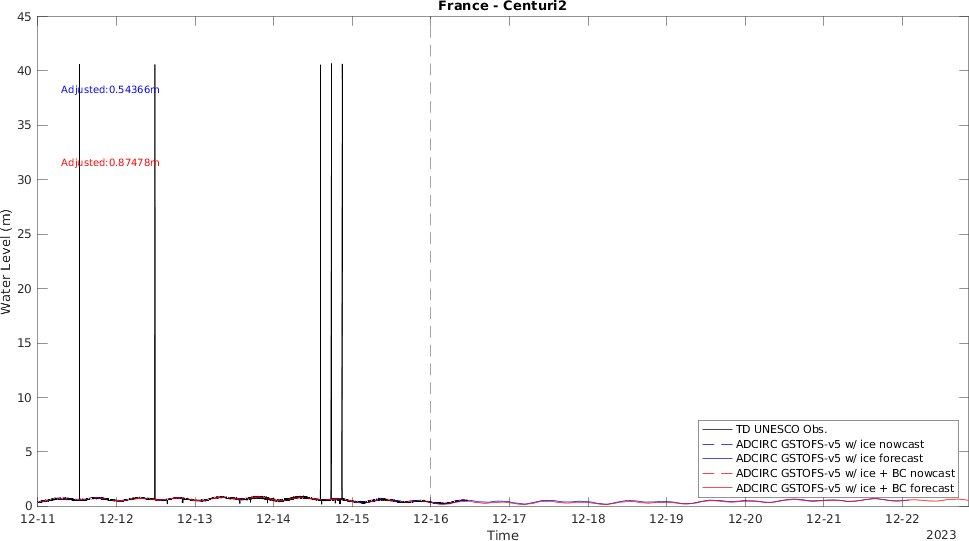 France - Centuri2
45
40
35
30
25
20
15
10
5
0
Water Level (m)
Adjusted:0.54366m
Adjusted:0.87478m
TD UNESCO Obs.
ADCIRC GSTOFS-v5 w/ ice nowcast
ADCIRC GSTOFS-v5 w/ ice forecast
ADCIRC GSTOFS-v5 w/ ice + BC nowcast
ADCIRC GSTOFS-v5 w/ ice + BC forecast
12-11 12-12 12-13 12-14 12-15 12-16 12-17 12-18 12-19 12-20 12-21 12-22
Time
2023